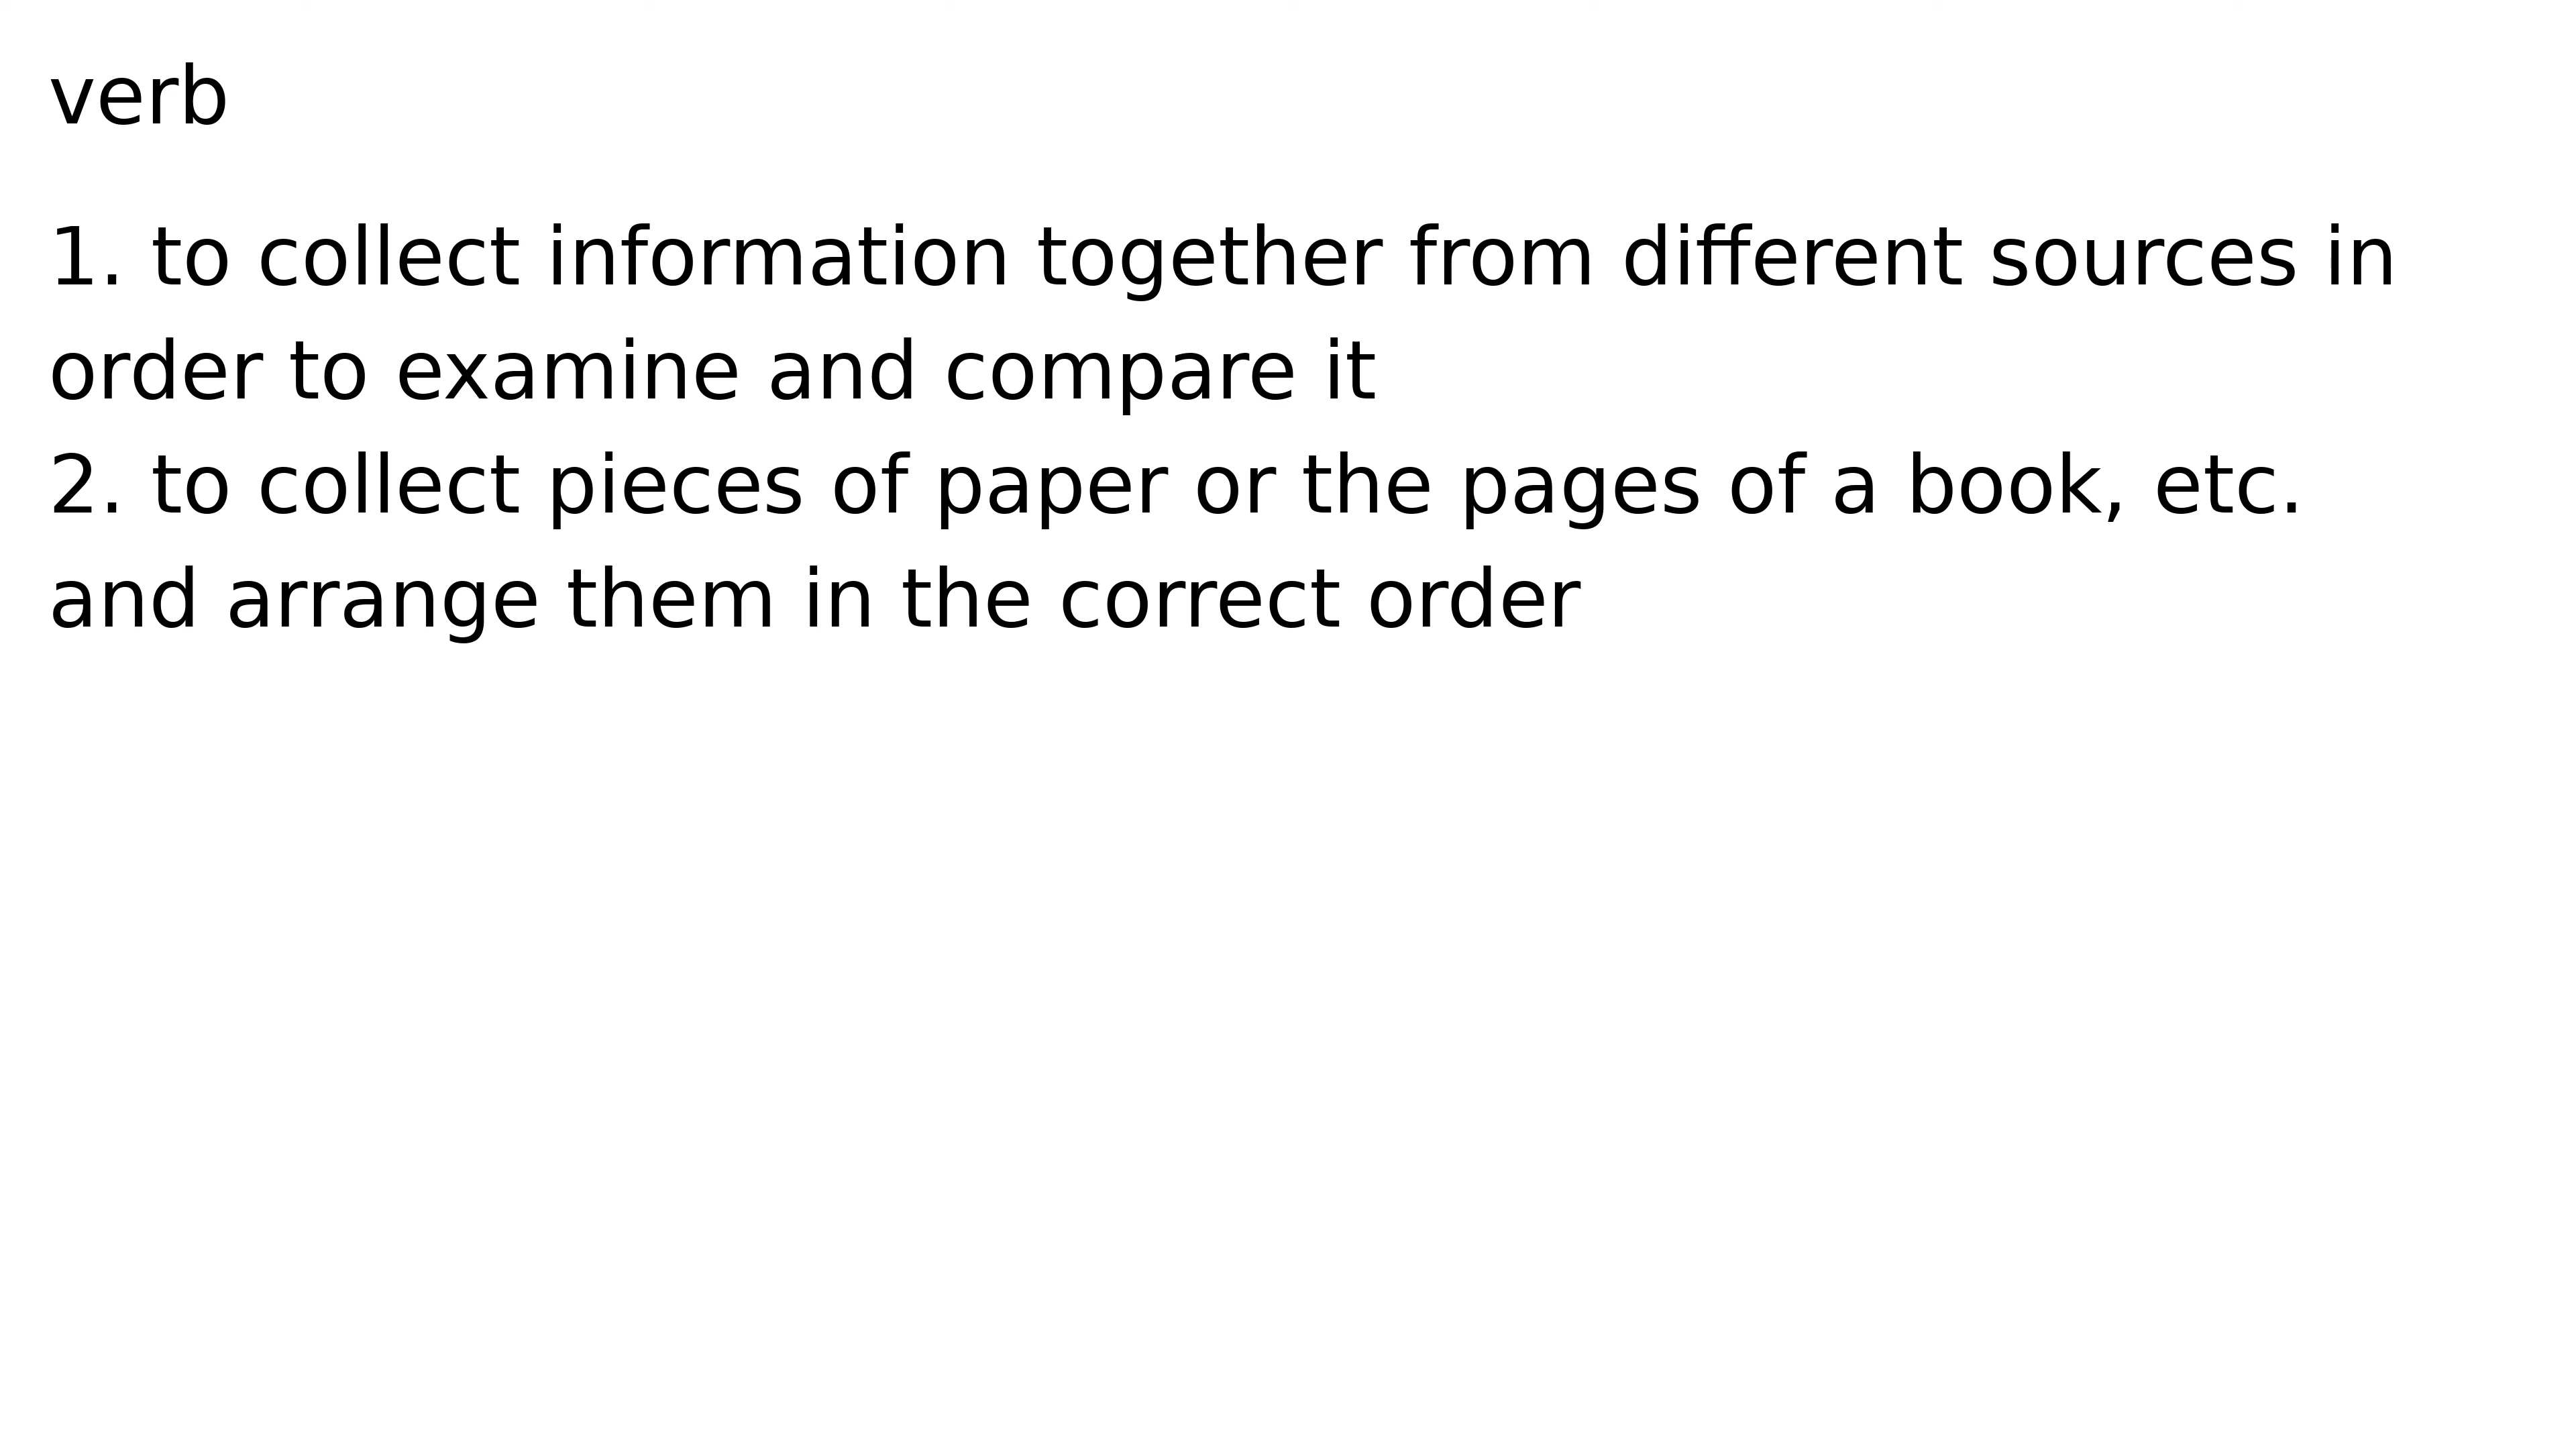 verb
1. to collect information together from different sources in
order to examine and compare it
2. to collect pieces of paper or the pages of a book, etc.
and arrange them in the correct order